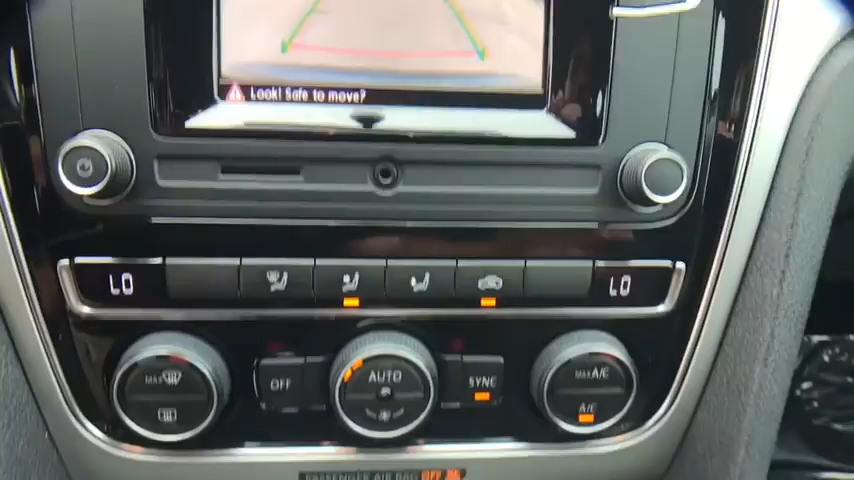 Look! Safe to move?
LO
LO
MAX
OFF
AUTO
SYNC
MAX A/C
A/C
PASSENGER AIR BAG OFF